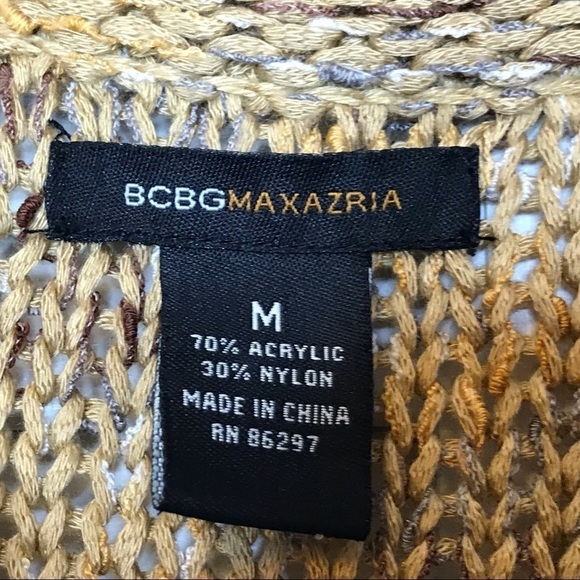 BCBGMAXAZRIA
M
70% ACRYLIC
30% NYLON
MADE IN CHINA
RN 86297